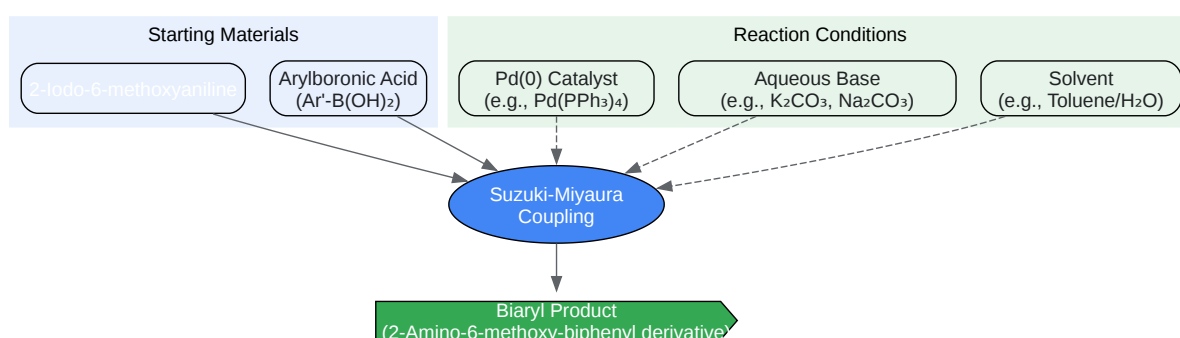 Starting Materials
Reaction Conditions
2-Iodo-6-methoxyaniline
Arylboronic Acid
(Ar'-B(OH)₂)
Pd(0) Catalyst
(e.g., Pd(PPh₃)₄)
Aqueous Base
(e.g., K₂CO₃, Na₂CO₃)
Solvent
(e.g., Toluene/H₂O)
Suzuki-Miyaura
Coupling
Biaryl Product
(2-Amino-6-methoxy-biphenyl derivative)